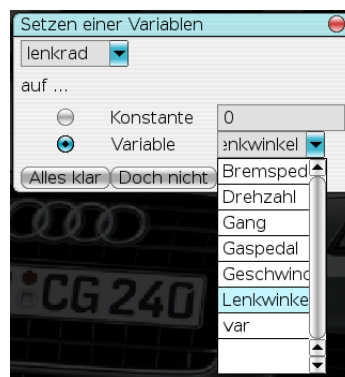 Setzen einer Variablen
lenkrad
auf ...
Konstante 0
Variable enkwinkel
Alles klar Doch nicht
Bremsped
Drehzahl
Gang
Gaspedal
Geschwind
Lenkwinke
var
CG 240